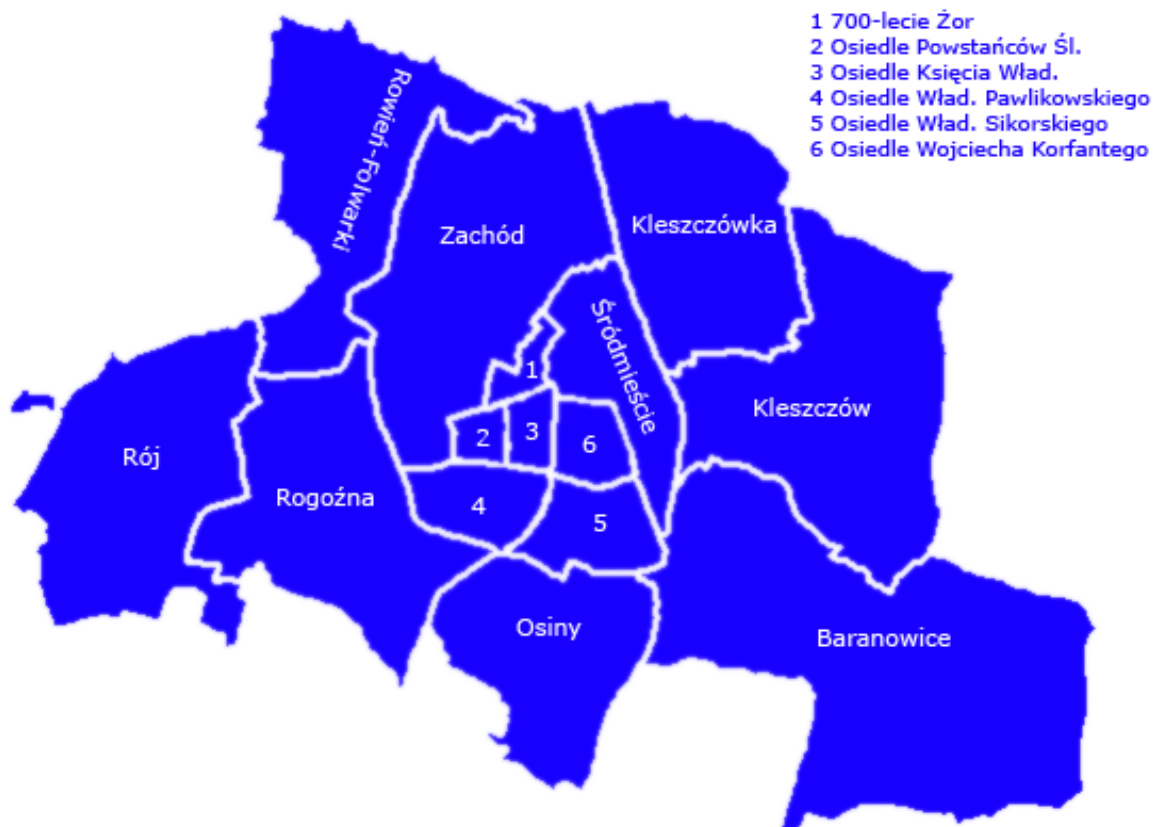 1 700-lecie Żor
2 Osiedle Powstańców Śl.
3 Osiedle Księcia Wład.
4 Osiedle Wład. Pawlikowskiego
5 Osiedle Wład. Sikorskiego
6 Osiedle Wojciecha Korfantego
Rowień-Folwarki
Zachód
Kleszczówka
Śródmieście
1
Kleszczów
2
3
6
Rój
Rogoźna
4
5
Osiny
Baranowice